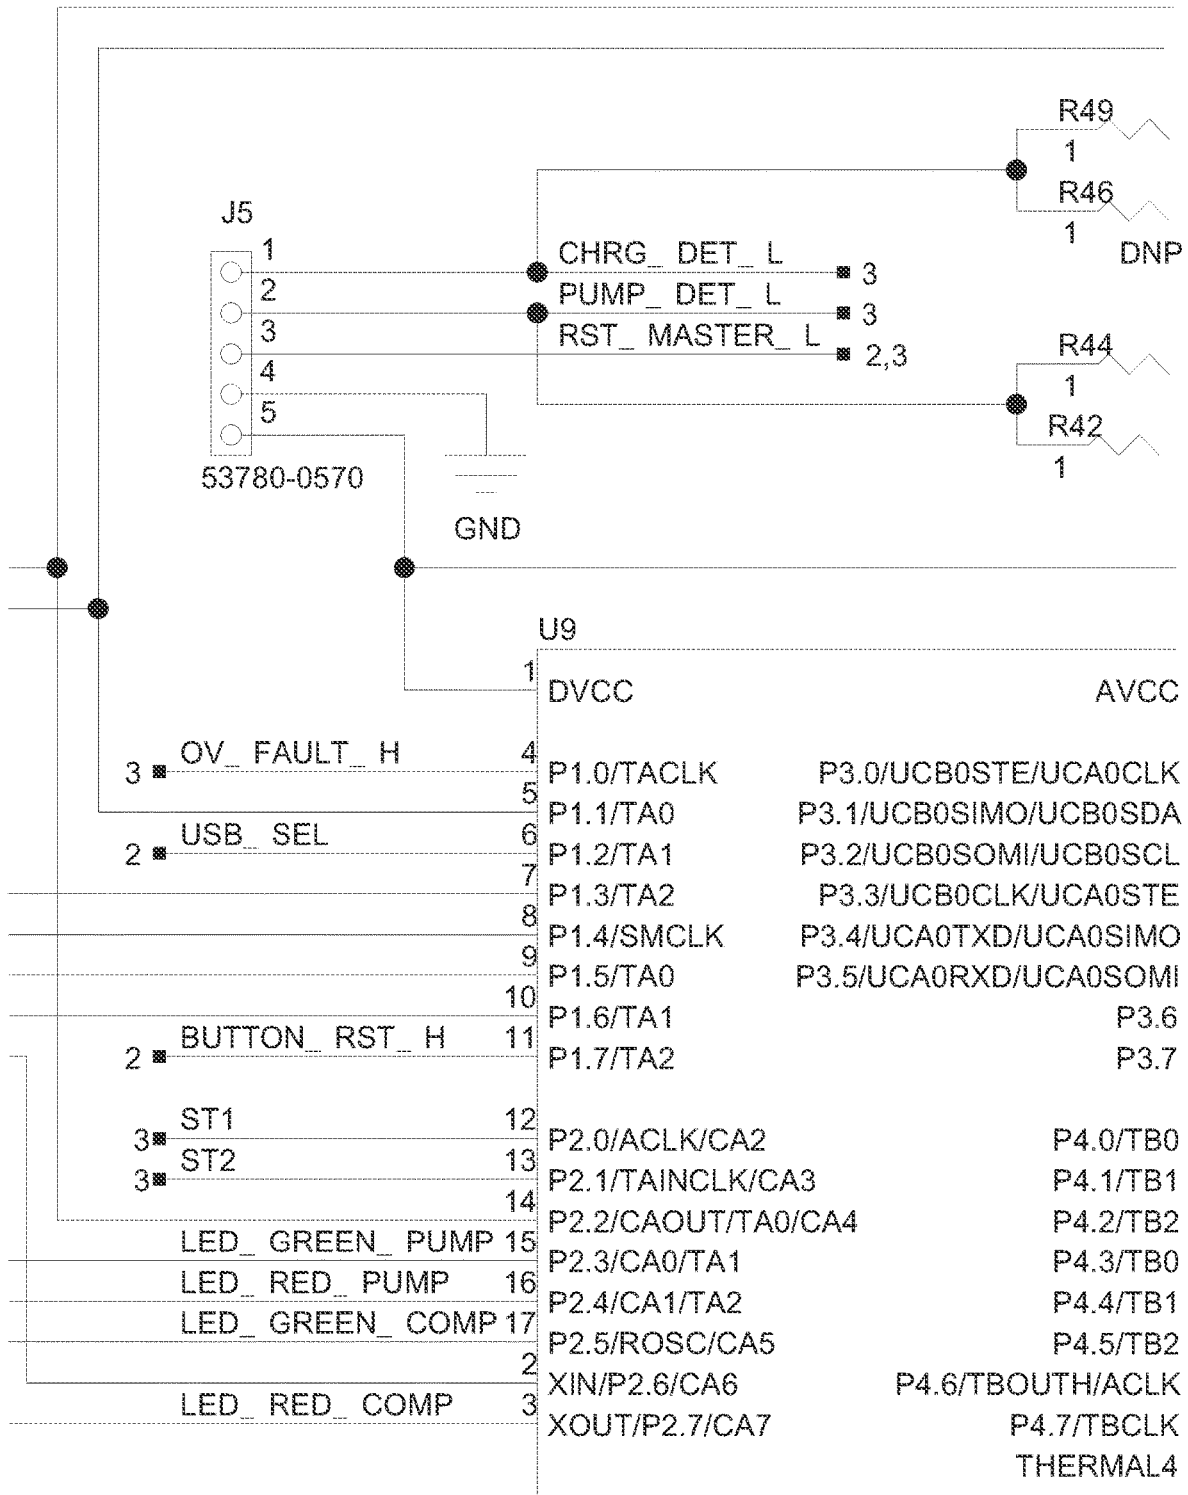 R49
1
R46
1
DNP
J5
1
CHRG_ DET_ L
3
2
PUMP_ DET_ L
3
3
RST_ MASTER_ L
2,3
4
R44
1
5
R42
1
53780-0570
GND
U9
1
DVCC
AVCC
OV_ FAULT_ H
4
3
P1.0/TACLK
P3.0/UCB0STE/UCA0CLK
5
P1.1/TA0
P3.1/UCB0SIMO/UCB0SDA
USB_ SEL
6
2
P1.2/TA1
P3.2/UCB0SOMI/UCB0SCL
7
P1.3/TA2
P3.3/UCB0CLK/UCA0STE
8
P1.4/SMCLK
P3.4/UCA0TXD/UCA0SIMO
9
P1.5/TA0
P3.5/UCA0RXD/UCA0SOMI
10
P1.6/TA1
P3.6
BUTTON_ RST_ H
11
2
P1.7/TA2
P3.7
ST1
12
3
P2.0/ACLK/CA2
P4.0/TB0
ST2
13
3
P2.1/TAINCLK/CA3
P4.1/TB1
14
P2.2/CAOUT/TA0/CA4
P4.2/TB2
LED_ GREEN_ PUMP 15
P2.3/CA0/TA1
P4.3/TB0
LED_ RED_ PUMP
16
P2.4/CA1/TA2
P4.4/TB1
LED_ GREEN_ COMP 17
P2.5/ROSC/CA5
P4.5/TB2
2
XIN/P2.6/CA6
P4.6/TBOUTH/ACLK
LED_ RED_ COMP
3
XOUT/P2.7/CA7
P4.7/TBCLK
THERMAL4